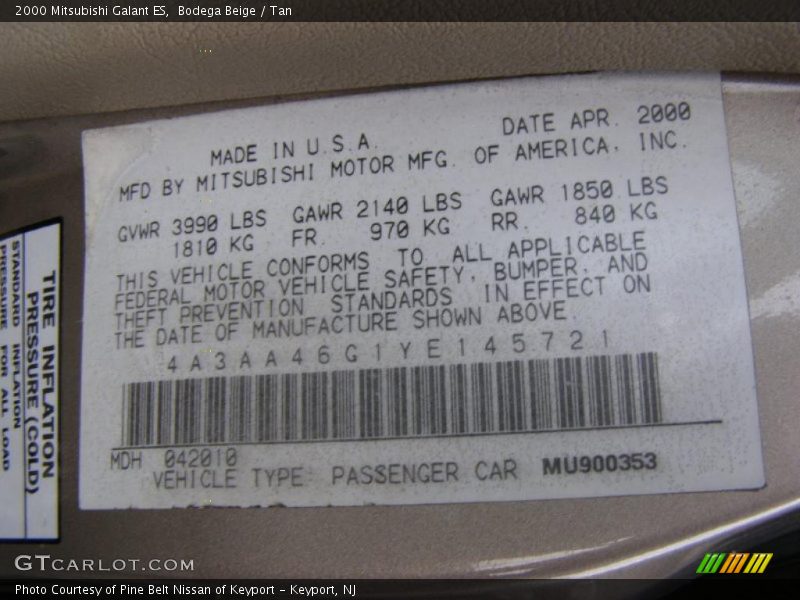 2000 Mitsubishi Galant ES,  Bodega Beige / Tan
MADE IN U.S.A. DATE APR. 2000
MFD BY MITSUBISHI MOTOR MFG. OF AMERICA, INC.
GVWR 3990 LBS GAWR 2140 LBS GAWR 1850 LBS
1810 KG FR. 970 KG RR. 840 KG
THIS VEHICLE CONFORMS TO ALL APPLICABLE
FEDERAL MOTOR VEHICLE SAFETY, BUMPER, AND
THEFT PREVENTION STANDARDS IN EFFECT ON
THE DATE OF MANUFACTURE SHOWN ABOVE.
4A3AA46G1YE145721
MDH 042010
VEHICLE TYPE PASSENGER CAR MU900353
TIRE INFLATION
PRESSURE (COLD)
STANDARD INFLATION
PRESSURE FOR ALL LOAD
GTCARLOT.COM
Photo Courtesy of Pine Belt Nissan of Keyport – Keyport, NJ